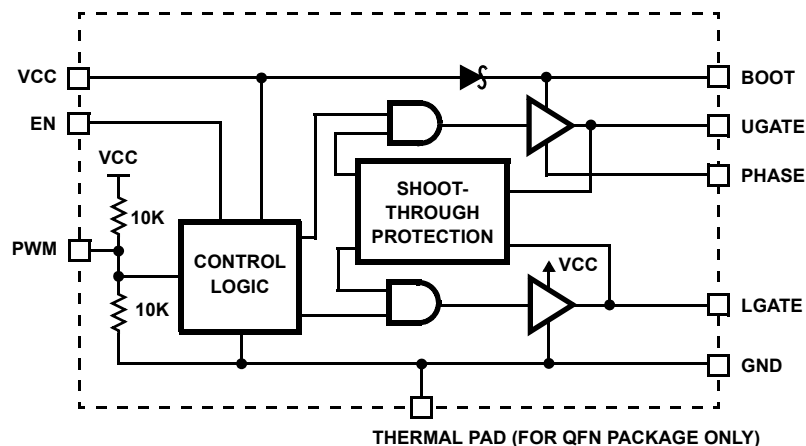 VCC
BOOT
EN
UGATE
VCC
PHASE
SHOOT-
THROUGH
PROTECTION
10K
PWM
CONTROL
LOGIC
VCC
10K
LGATE
GND
THERMAL PAD (FOR QFN PACKAGE ONLY)